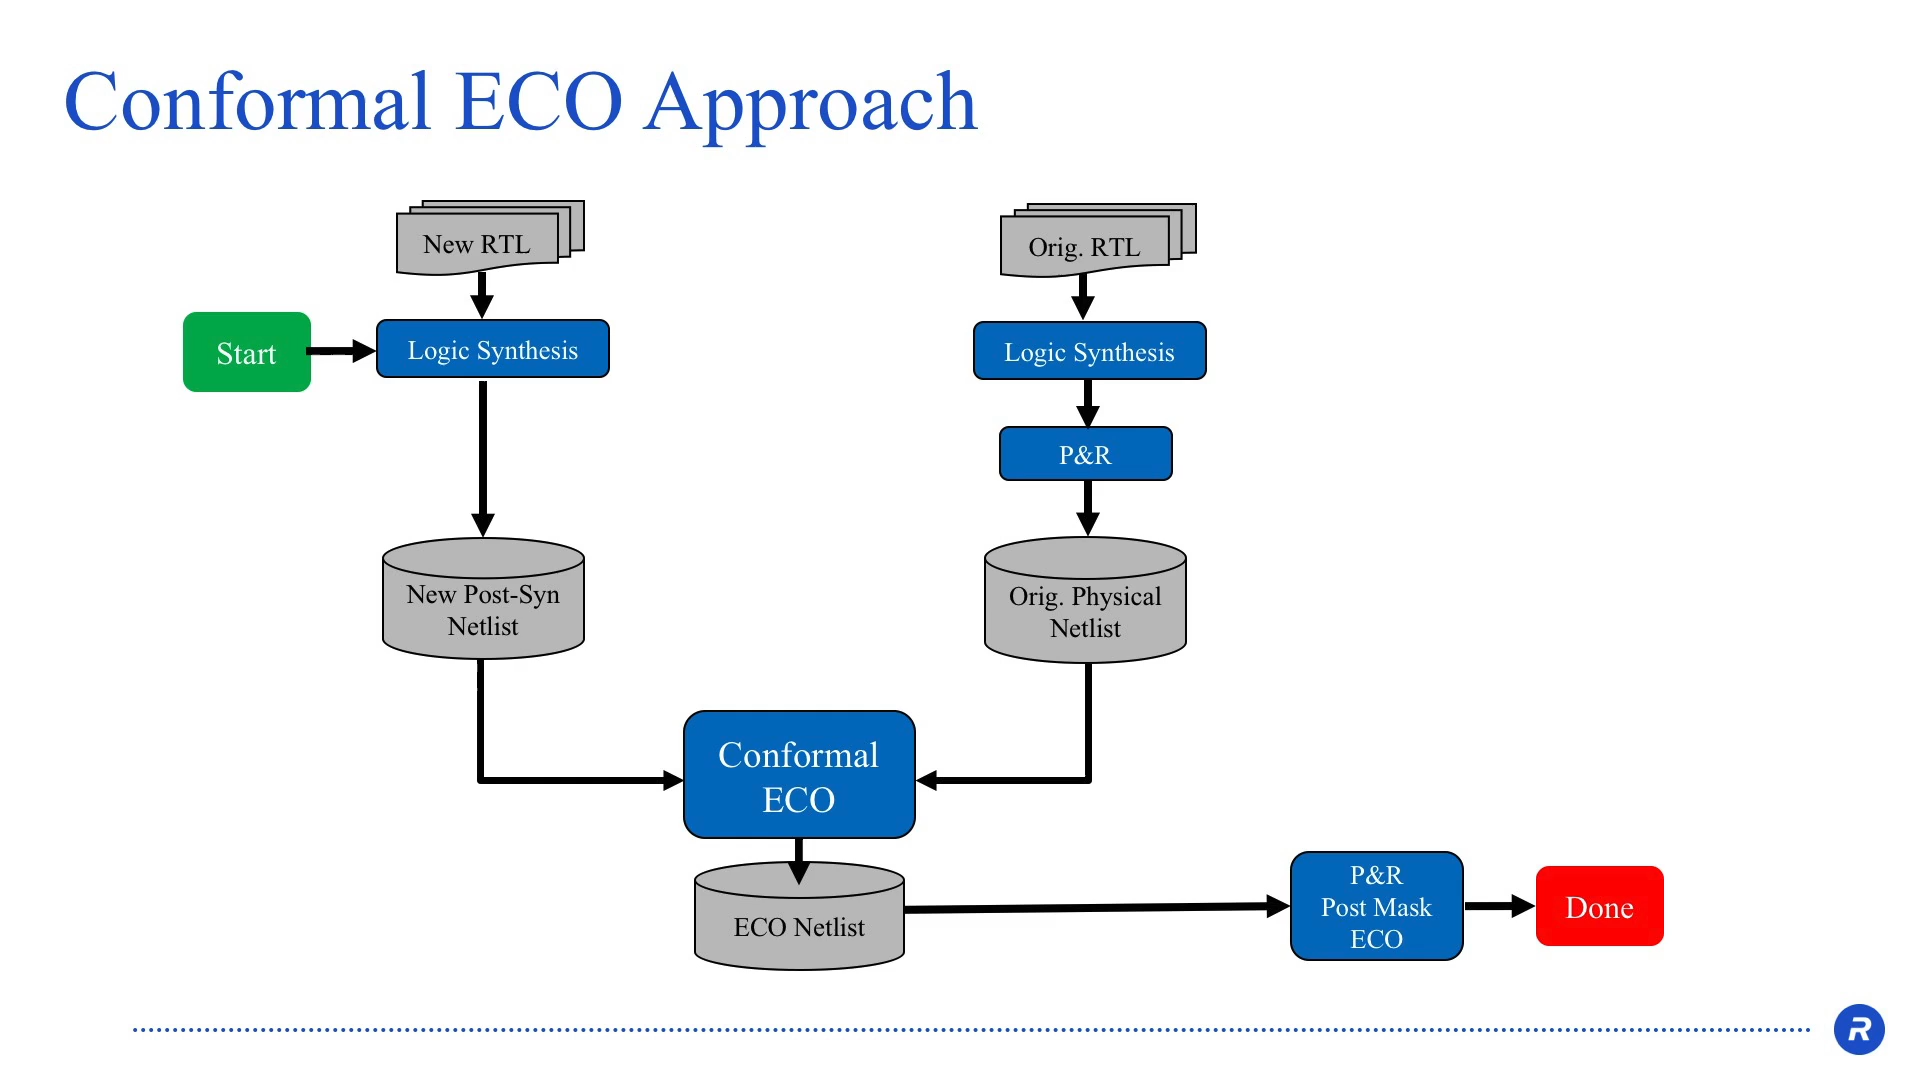 Conformal ECO Approach
New RTL
Orig. RTL
Start
Logic Synthesis
Logic Synthesis
P&R
New Post-Syn
Netlist
Orig. Physical
Netlist
Conformal
ECO
ECO Netlist
P&R
Post Mask
ECO
Done
R